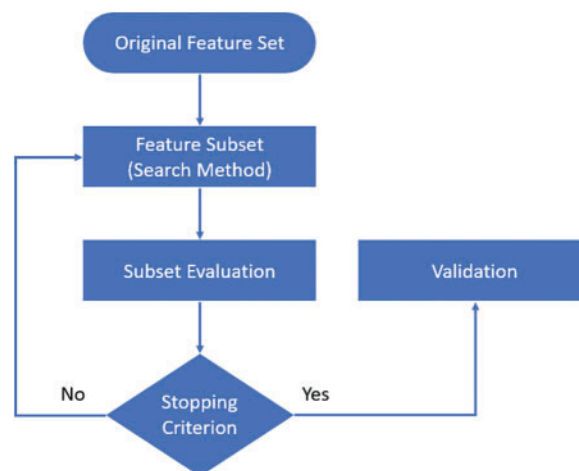 Original Feature Set
Feature Subset
(Search Method)
Subset Evaluation
Validation
No
Yes
Stopping
Criterion